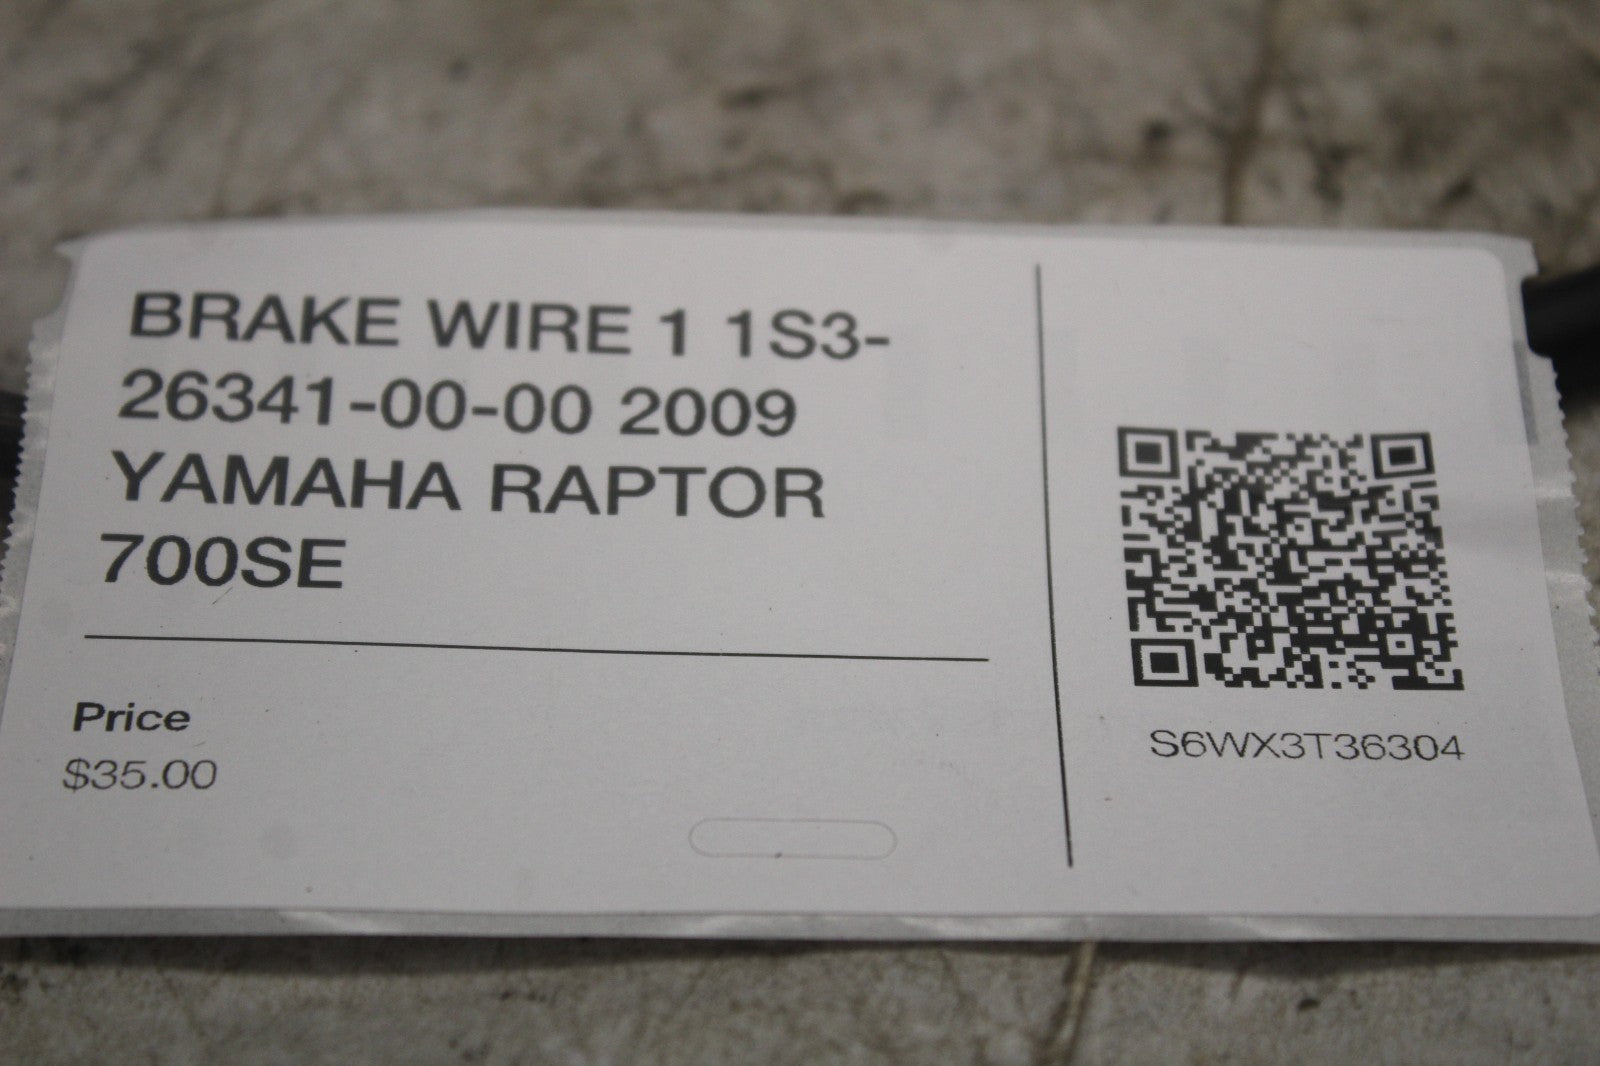 BRAKE WIRE 1 1S3-
26341-00-00 2009
YAMAHA RAPTOR
700SE
Price
$35.00
S6WX3T36304